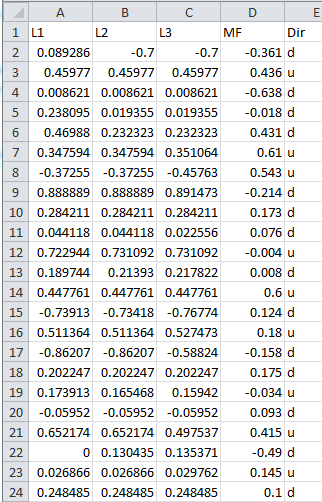 A B C D E
1 L1 L2 L3 MF Dir
2 0.089286 -0.7 -0.7 -0.361 d
3 0.45977 0.45977 0.45977 0.436 u
4 0.008621 0.008621 0.008621 -0.638 d
5 0.238095 0.019355 0.019355 -0.018 d
6 0.46988 0.232323 0.232323 0.431 d
7 0.347594 0.347594 0.351064 0.61 u
8 -0.37255 -0.37255 -0.45763 0.543 u
9 0.888889 0.888889 0.891473 -0.214 d
10 0.284211 0.284211 0.284211 0.173 d
11 0.044118 0.044118 0.022556 0.076 d
12 0.722944 0.731092 0.731092 -0.004 u
13 0.189744 0.21393 0.217822 0.008 d
14 0.447761 0.447761 0.447761 0.6 u
15 -0.73913 -0.73418 -0.76774 0.124 d
16 0.511364 0.511364 0.527473 0.18 u
17 -0.86207 -0.86207 -0.58824 -0.158 d
18 0.202247 0.202247 0.202247 0.175 d
19 0.173913 0.165468 0.15942 -0.034 u
20 -0.05952 -0.05952 -0.05952 0.093 d
21 0.652174 0.652174 0.497537 0.415 u
22 0 0.130435 0.135371 -0.49 d
23 0.026866 0.026866 0.029762 0.145 u
24 0.248485 0.248485 0.248485 0.1 d